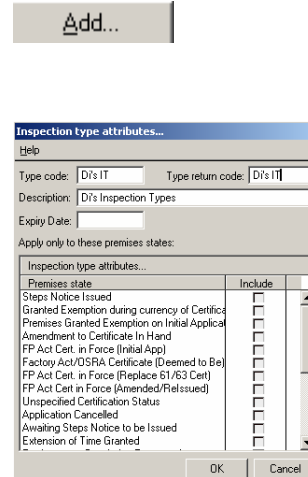 Add...
Inspection type attributes...
Help
Type code: Di's IT Type return code: Di's IT
Description: Di's Inspection Types
Expiry Date:
Apply only to these premises states:
Inspection type attributes...
Premises state Include
Steps Notice Issued
Granted Exemption during currency of Certifica
Premises Granted Exemption on Initial Applicat
Amendment to Certificate In Hand
FP Act Cert. in Force (Initial App)
Factory Act/OSRA Certificate (Deemed to Be)
FP Act Cert. in Force (Replace 61/63 Cert)
FP Act Cert in Force (Amended/ReIssued)
Unspecified Certification Status
Application Cancelled
Awaiting Steps Notice to be Issued
Extension of Time Granted
OK Cancel